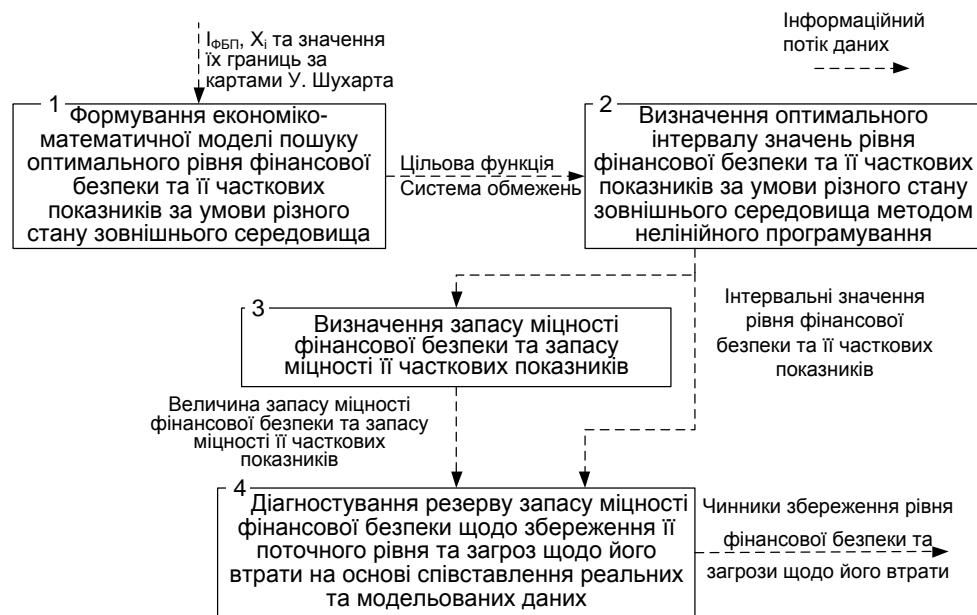 I_ФБП, X_i та значення
їх границь за
картами У. Шухарта
Інформаційний
потік даних
1
Формування економіко-
математичної моделі пошуку
оптимального рівня фінансової
безпеки та її часткових
показників за умови різного
стану зовнішнього середовища
Цільова функція
Система обмежень
2
Визначення оптимального
інтервалу значень рівня
фінансової безпеки та її часткових
показників за умови різного стану
зовнішнього середовища методом
нелінійного програмування
3
Визначення запасу міцності
фінансової безпеки та запасу
міцності її часткових показників
Інтервальні значення
рівня фінансової
безпеки та її часткових
показників
Величина запасу міцності
фінансової безпеки та запасу
міцності її часткових
показників
4
Діагностування резерву запасу міцності
фінансової безпеки щодо збереження її
поточного рівня та загроз щодо його
втрати на основі співставлення реальних
та модельованих даних
Чинники збереження рівня
фінансової безпеки та
загрози щодо його втрати